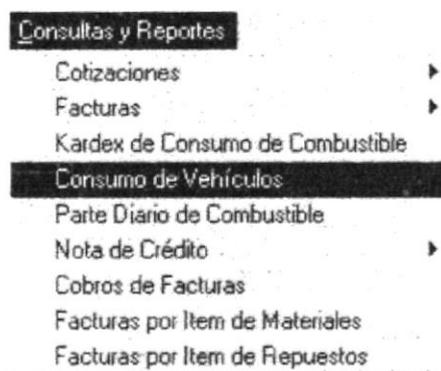 Consultas y Reportes
Cotizaciones
Facturas
Kardex de Consumo de Combustible
Consumo de Vehículos
Parte Diario de Combustible
Nota de Crédito
Cobros de Facturas
Facturas por Item de Materiales
Facturas por Item de Repuestos